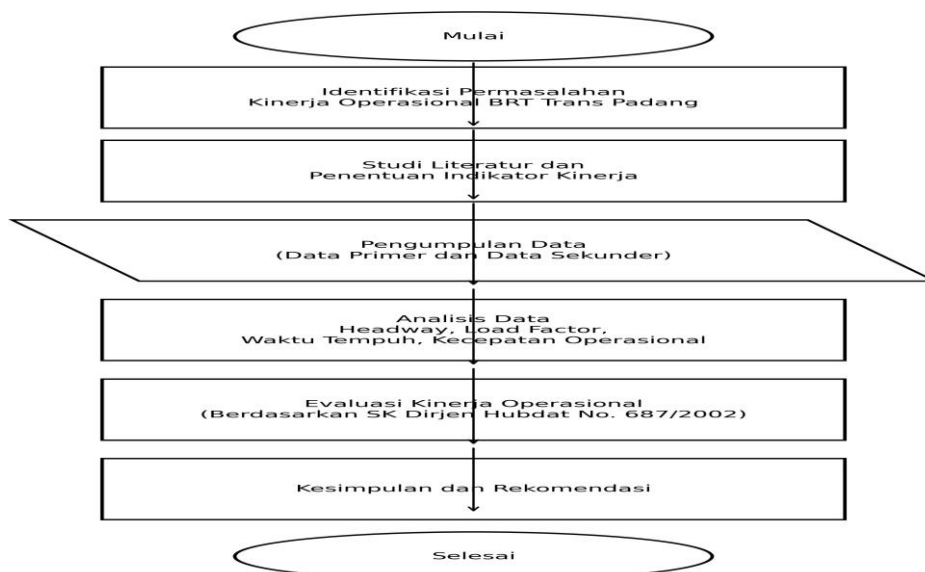 Mulai
Identifikasi Permasalahan
Kinerja Operasional BRT Trans Padang
Studi Literatur dan
Penentuan Indikator Kinerja
Pengumpulan Data
(Data Primer dan Data Sekunder)
Analisis Data
Headway, Load Factor,
Waktu Tempuh, Kecepatan Operasional
Evaluasi Kinerja Operasional
(Berdasarkan SK Dirjen Hubdat No. 687/2002)
Kesimpulan dan Rekomendasi
Selesai